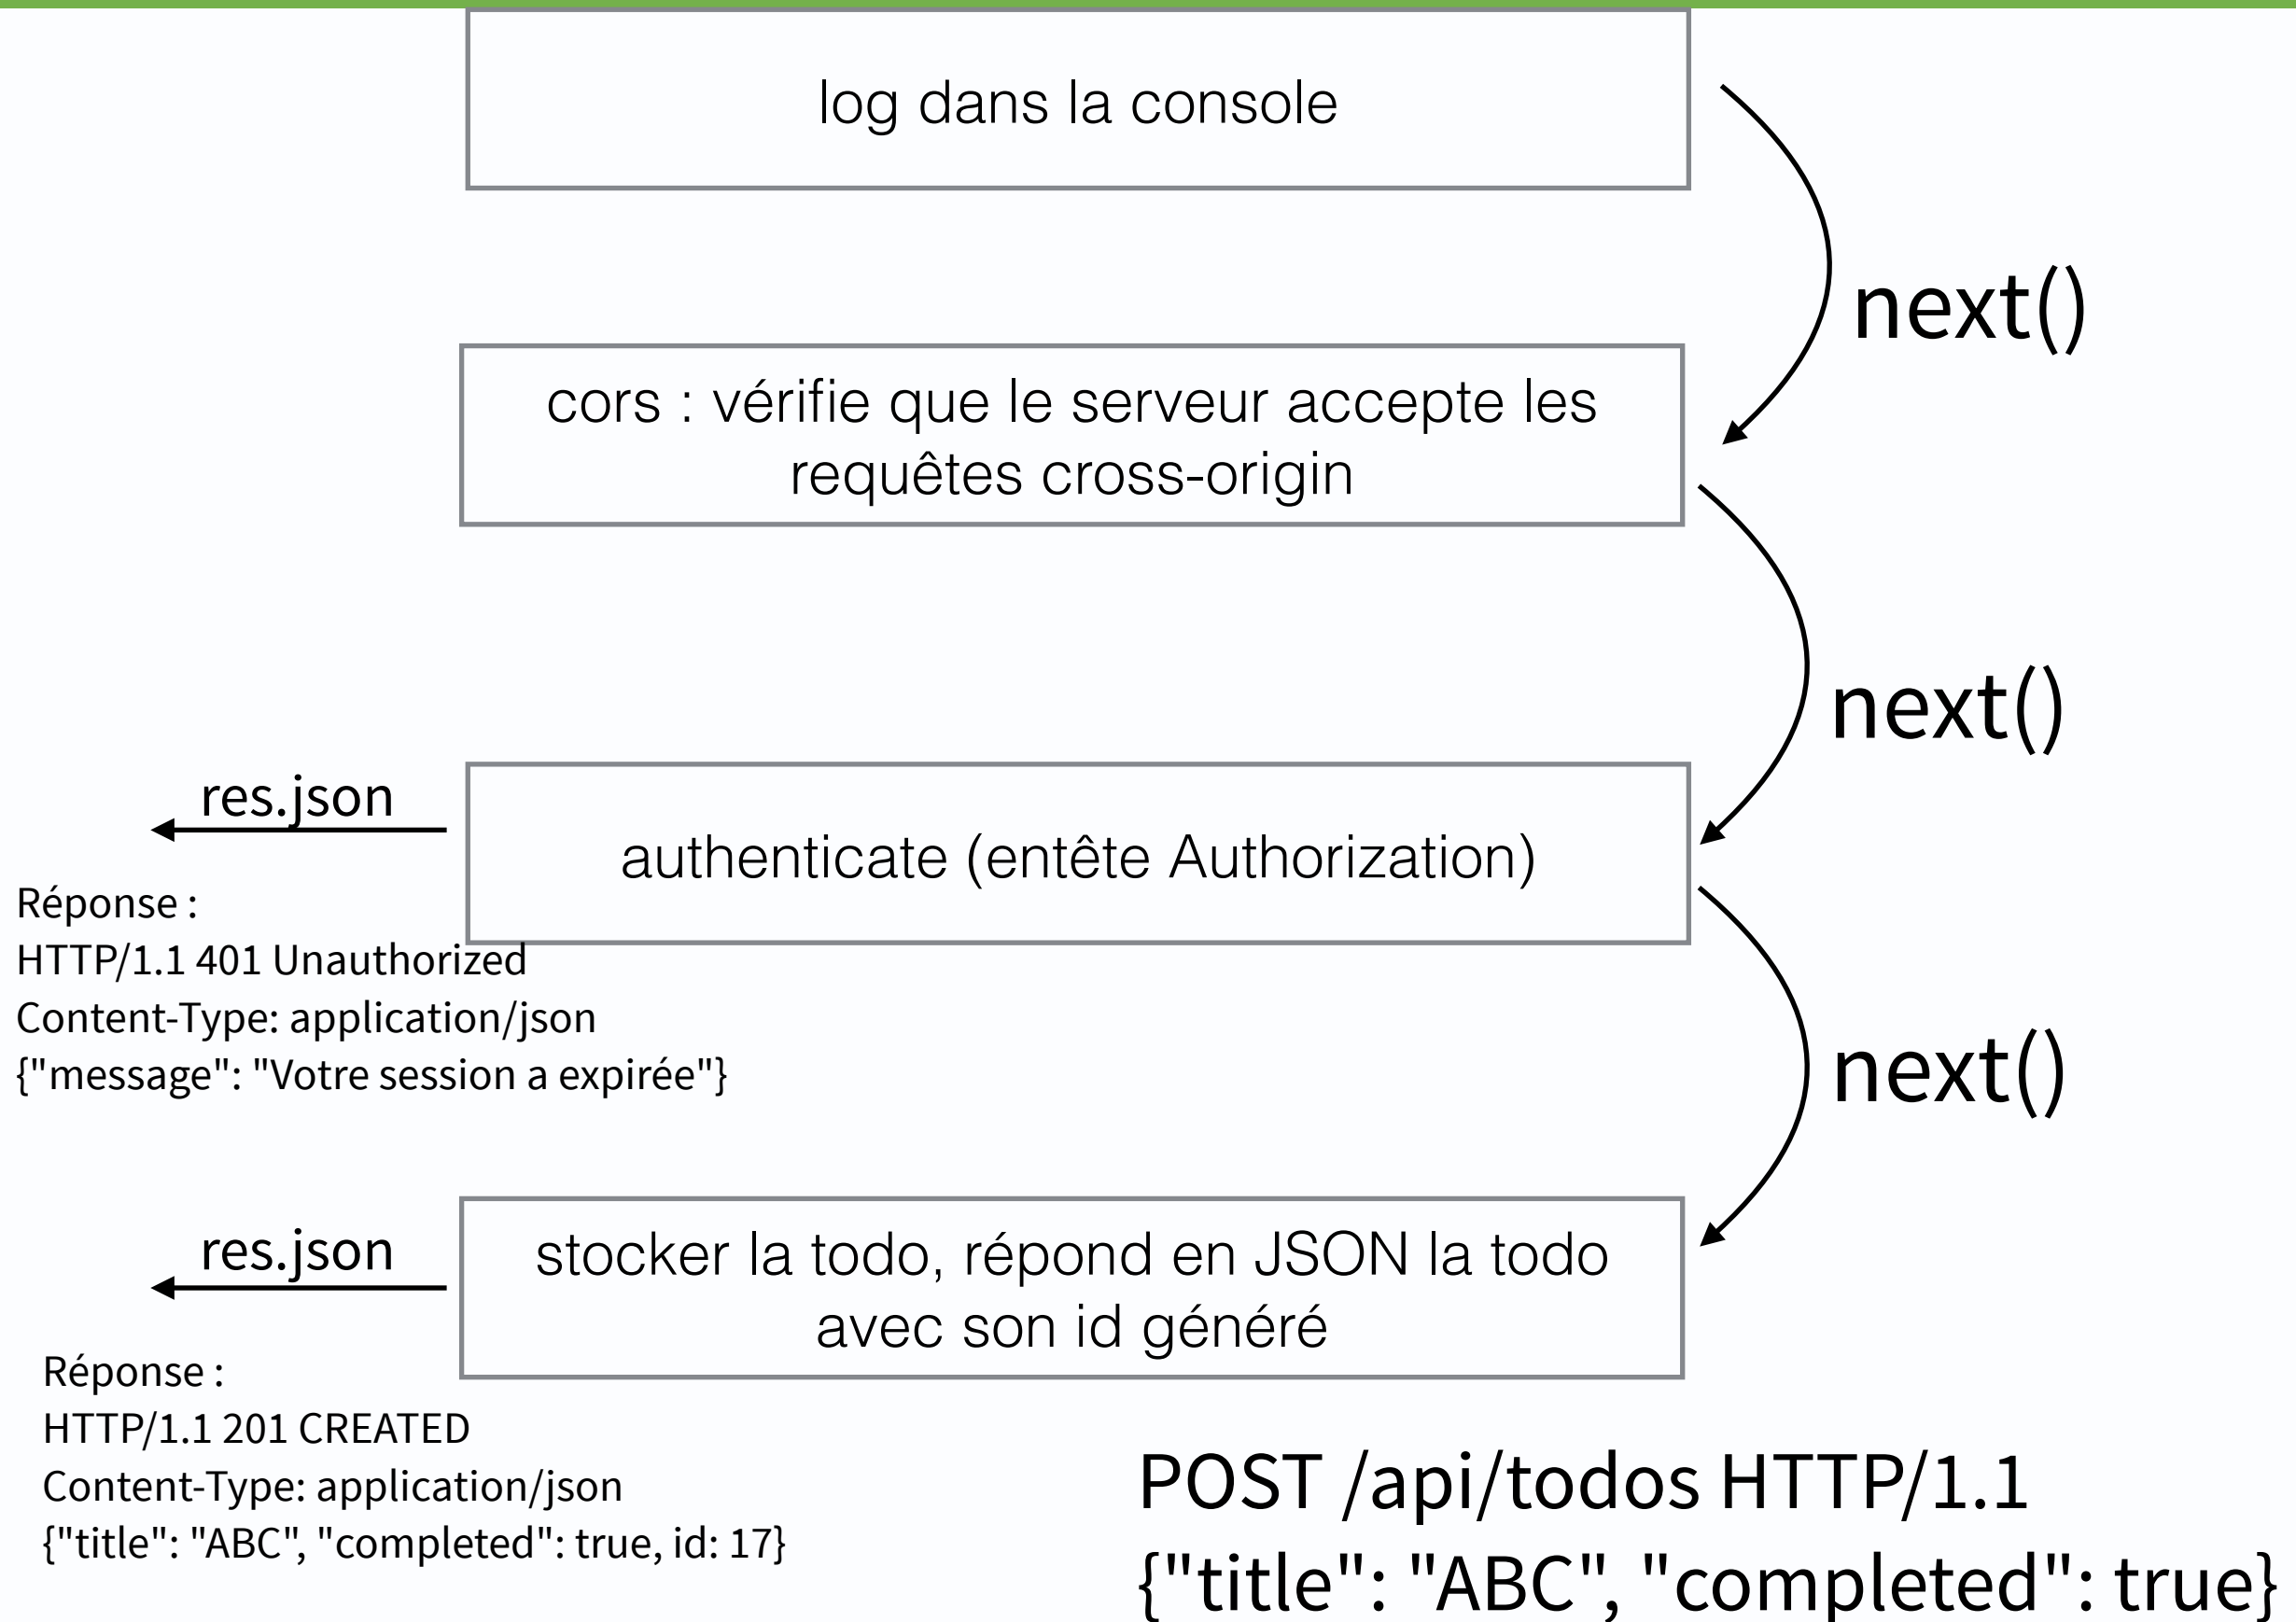 log dans la console
next()
cors : vérifie que le serveur accepte les
requêtes cross-origin
next()
res.json
authenticate (entête Authorization)
Réponse :
HTTP/1.1 401 Unauthorized
Content-Type: application/json
{"message": "Votre session a expirée"}
next()
res.json
stocker la todo, répond en JSON la todo
avec son id généré
Réponse :
HTTP/1.1 201 CREATED
Content-Type: application/json
{"title": "ABC", "completed": true, id: 17}
POST /api/todos HTTP/1.1
{"title": "ABC", "completed": true}